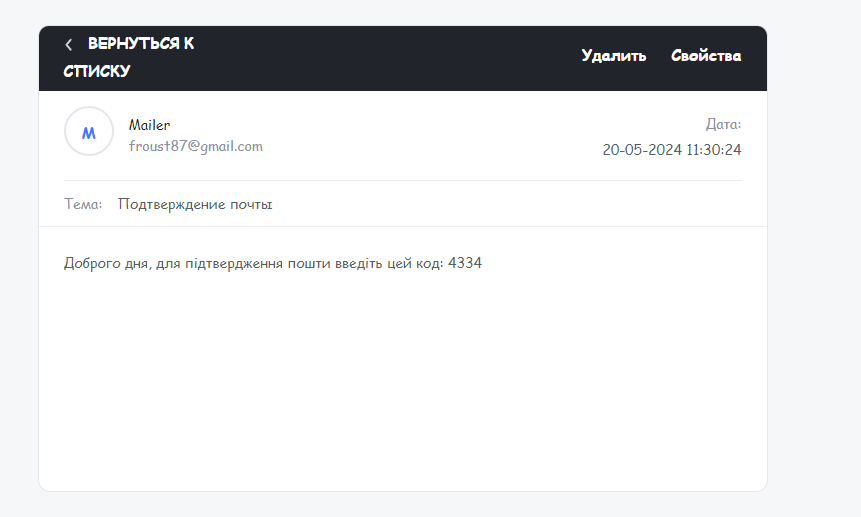 ВЕРНУТЬСЯ К
СПИСКУ
Удалить Свойства
M
Mailer
froust87@gmail.com
Дата:
20-05-2024 11:30:24
Тема: Подтверждение почты
Доброго дня, для підтвердження пошти введіть цей код: 4334